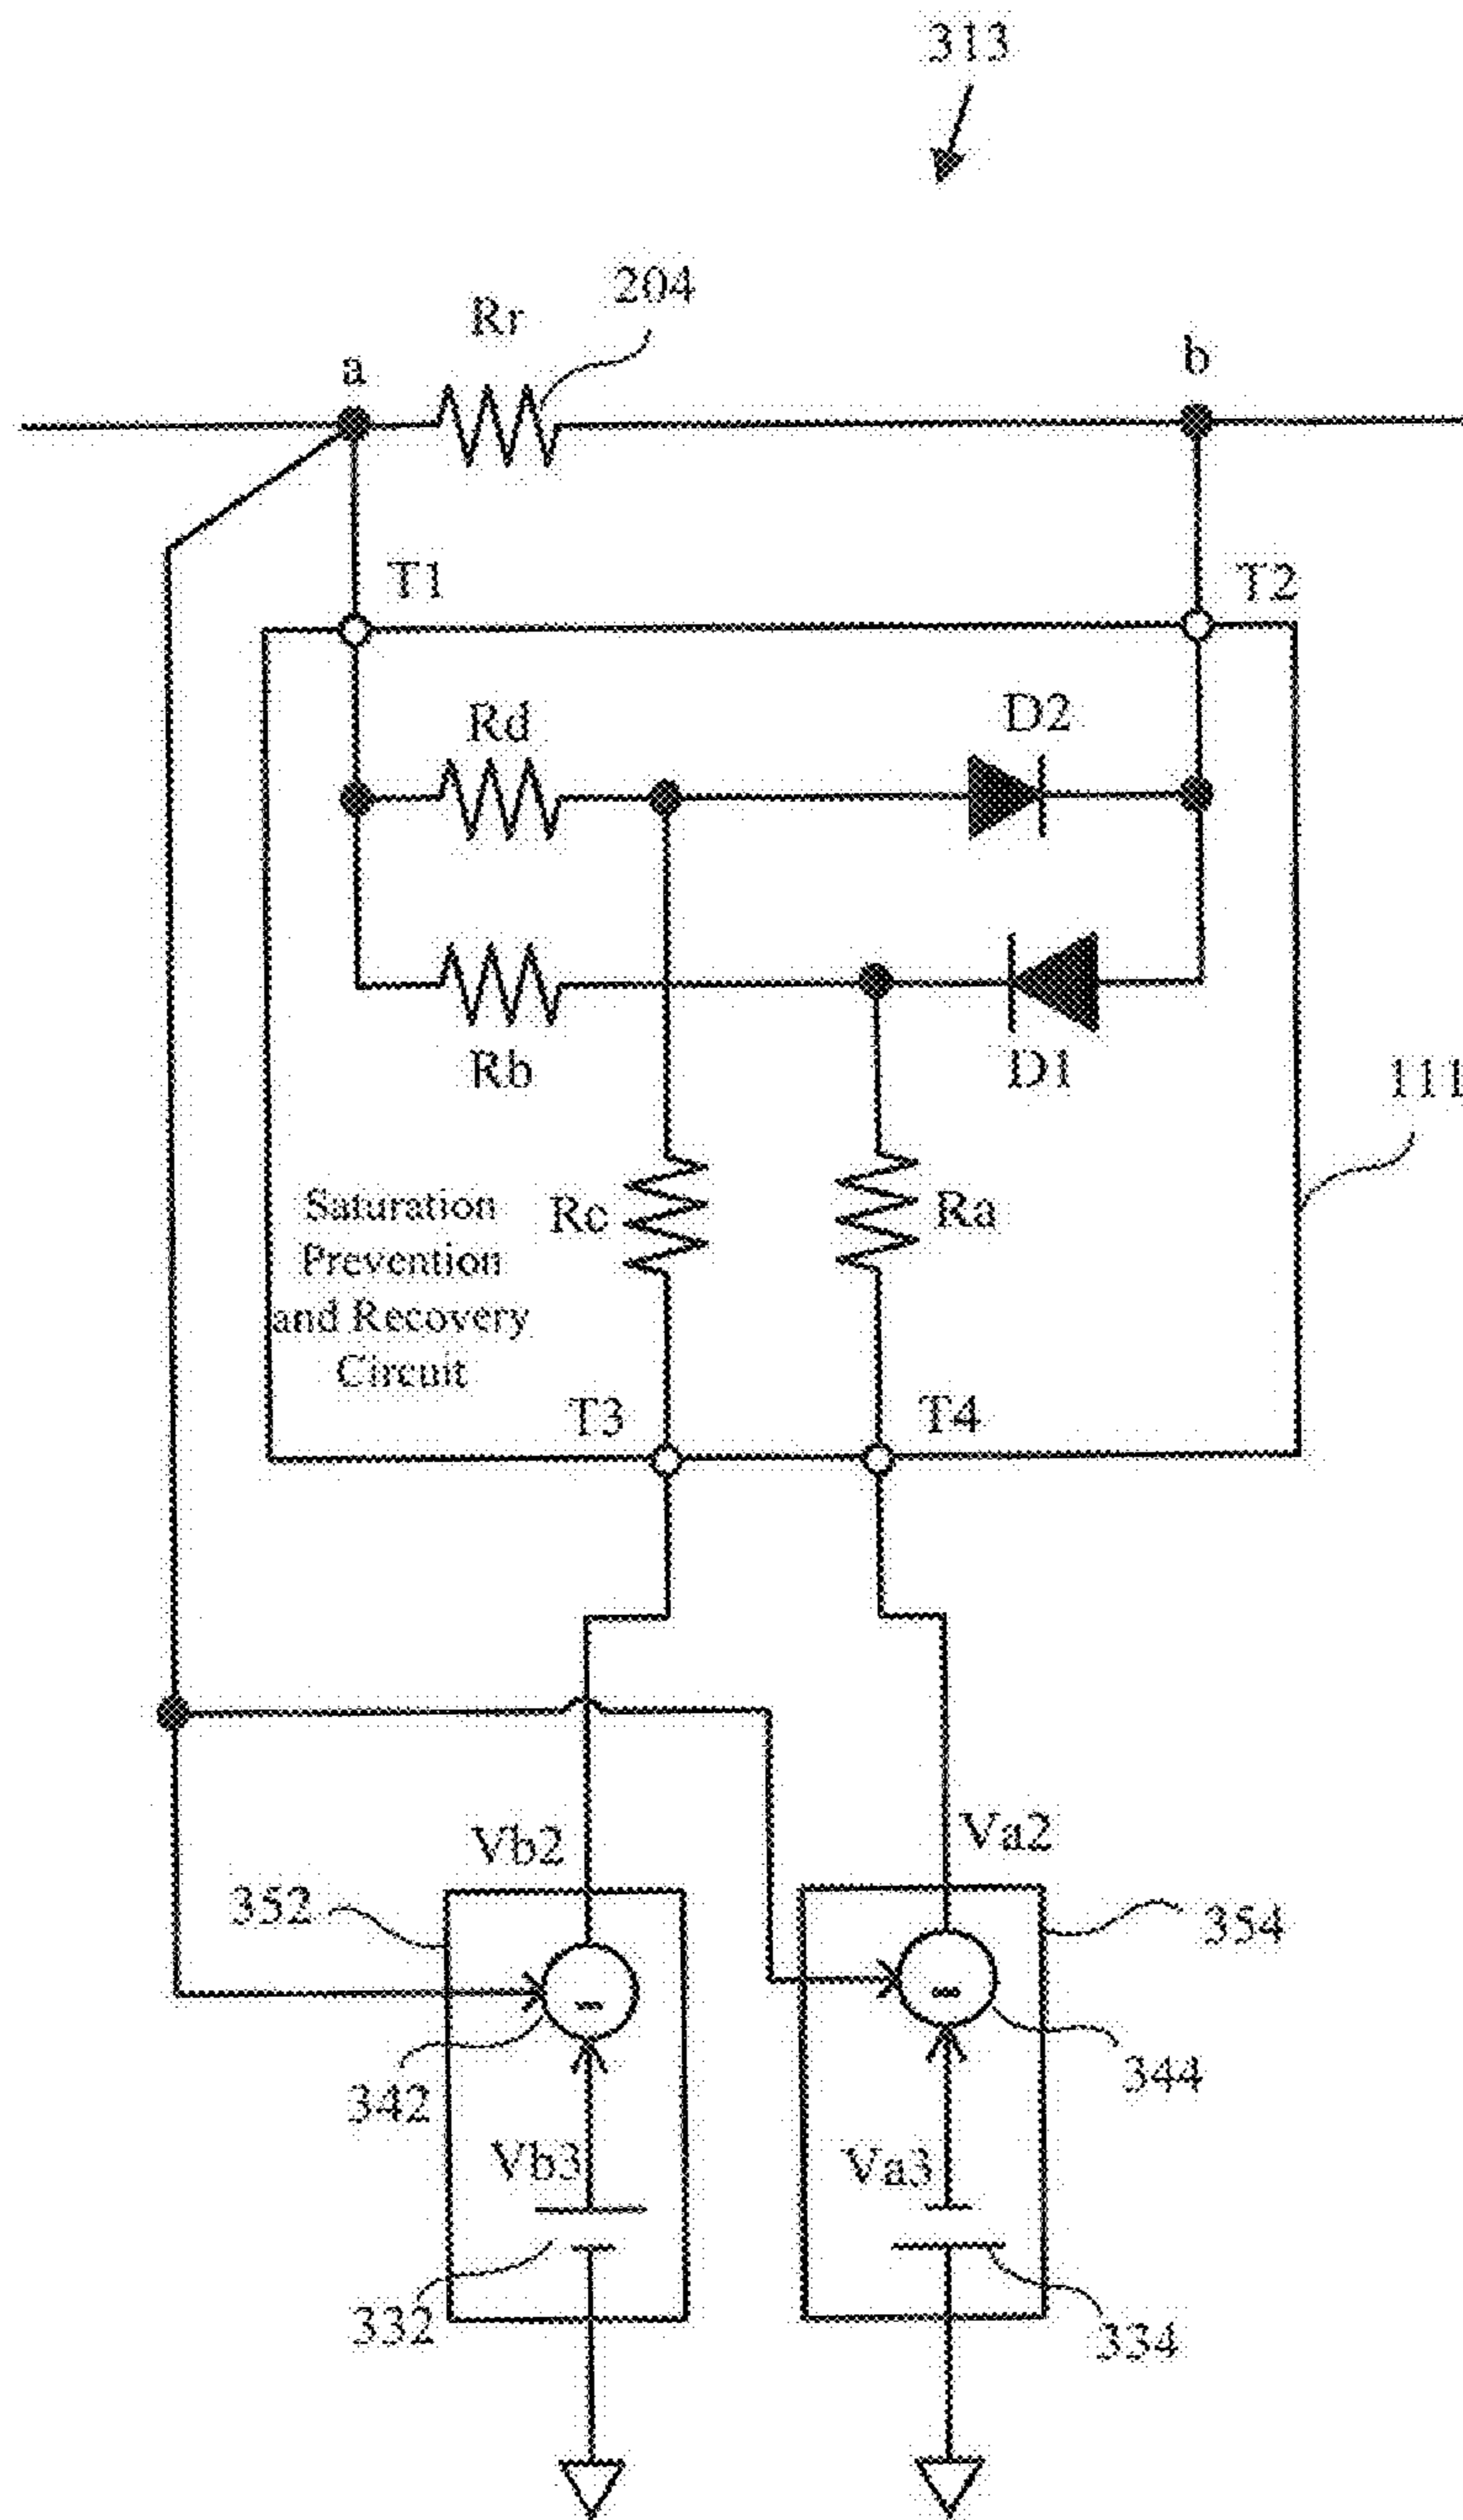 313
204
Rr
a
b
T1
T2
Rd
D2
Rb
D1
111
Saturation
Prevention
and Recovery
Circuit
Rc
Ra
T3
T4
Vb2
Va2
352
354
342
344
Vb3
Va3
332
334